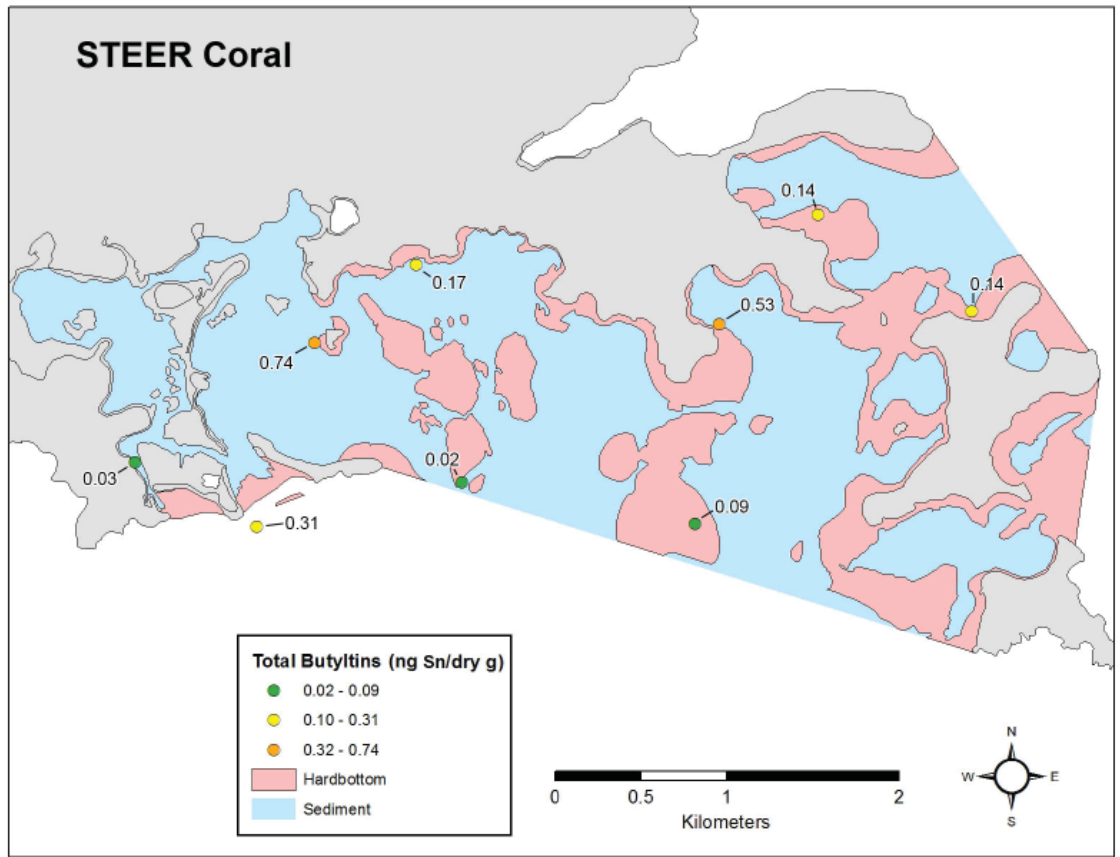 STEER Coral
0.14
0.17
0.14
0.53
0.74
0.03
0.02
0.09
0.31
Total Butyltins (ng Sn/dry g)
0.02 - 0.09
0.10 - 0.31
0.32 - 0.74
Hardbottom
Sediment
0 0.5 1 2
Kilometers
N
W E
S